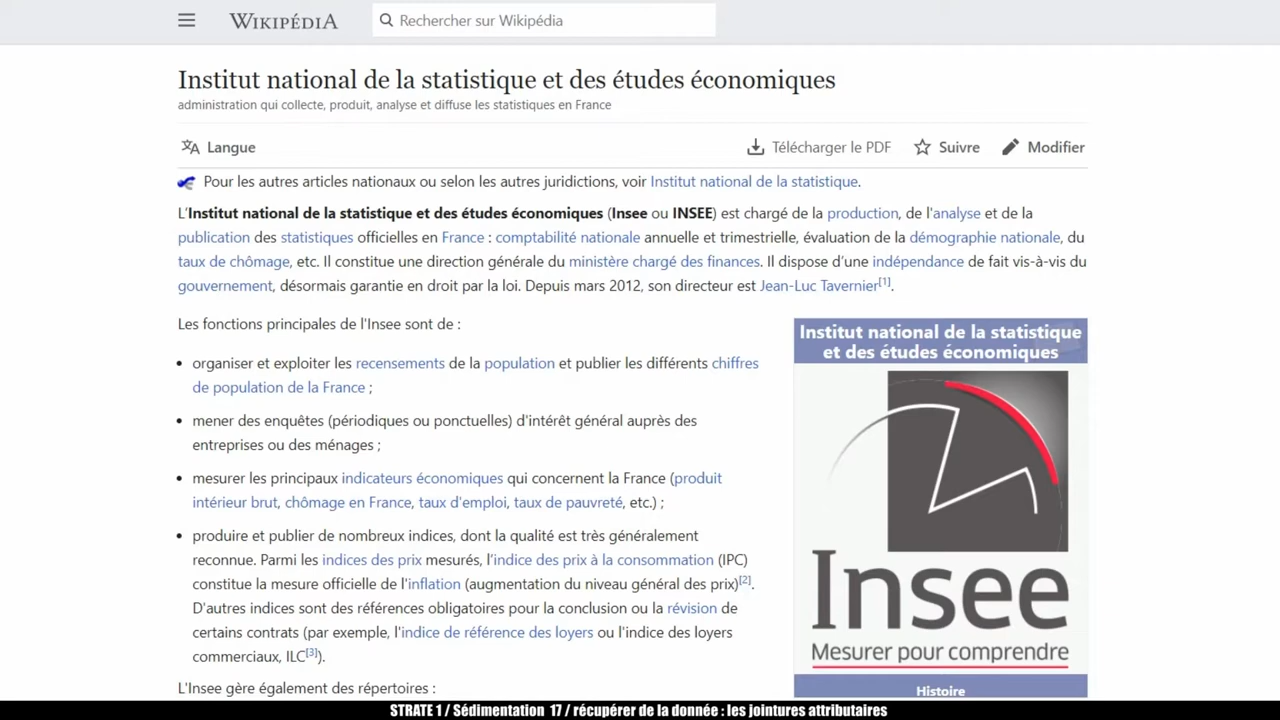 WIKIPÉDIA
Rechercher sur Wikipédia
Institut national de la statistique et des études économiques
administration qui collecte, produit, analyse et diffuse les statistiques en France
Langue
Télécharger le PDF
Suivre
Modifier
Pour les autres articles nationaux ou selon les autres juridictions, voir Institut national de la statistique.
L'Institut national de la statistique et des études économiques (Insee ou INSEE) est chargé de la production, de l'analyse et de la
publication des statistiques officielles en France : comptabilité nationale annuelle et trimestrielle, évaluation de la démographie nationale, du
taux de chômage, etc. Il constitue une direction générale du ministère chargé des finances. Il dispose d'une indépendance de fait vis-à-vis du
gouvernement, désormais garantie en droit par la loi. Depuis mars 2012, son directeur est Jean-Luc Tavernier[1].
Les fonctions principales de l'Insee sont de :
• organiser et exploiter les recensements de la population et publier les différents chiffres
de population de la France ;
• mener des enquêtes (périodiques ou ponctuelles) d'intérêt général auprès des
entreprises ou des ménages ;
• mesurer les principaux indicateurs économiques qui concernent la France (produit
intérieur brut, chômage en France, taux d'emploi, taux de pauvreté, etc.) ;
• produire et publier de nombreux indices, dont la qualité est très généralement
reconnue. Parmi les indices des prix mesurés, l'indice des prix à la consommation (IPC)
constitue la mesure officielle de l'inflation (augmentation du niveau général des prix)[2].
D'autres indices sont des références obligatoires pour la conclusion ou la révision de
certains contrats (par exemple, l'indice de référence des loyers ou l'indice des loyers
commerciaux, ILC[3]).
L'Insee gère également des répertoires :
Institut national de la statistique
et des études économiques
Insee
Mesurer pour comprendre
Histoire
STRATE 1 / Sédimentation 17 / récupérer de la donnée : les jointures attributaires